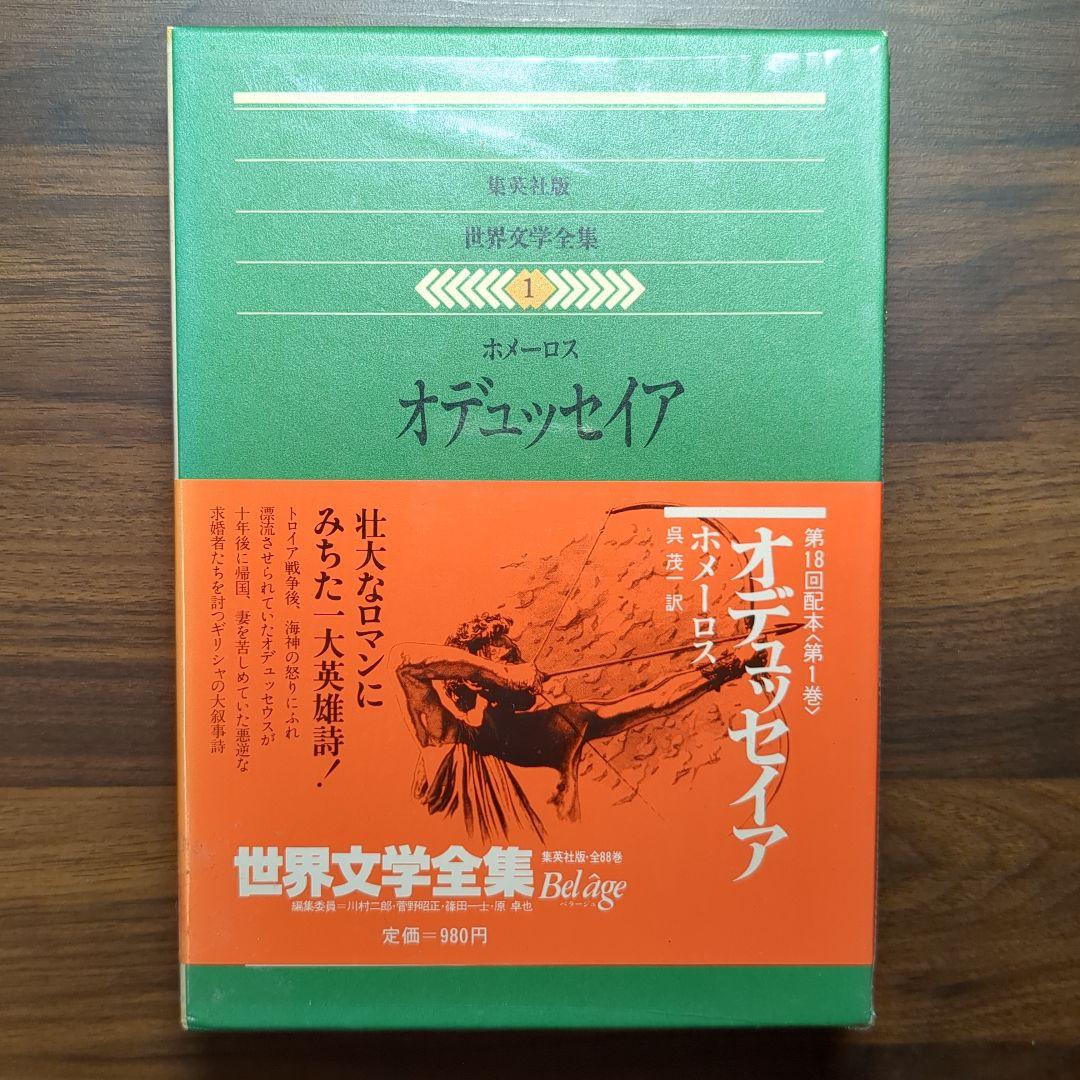 集英社版
世界文学全集
1
ホメーロス
オデュッセイア
第18回配本〈第1巻〉
オデュッセイア
ホメーロス
呉 茂一 訳
壮大なロマンに
みちた一大英雄詩!
トロイア戦争後、海神の怒りにふれ
漂流させられていたオデュッセウスが
十年後に帰国、妻を苦しめていた悪逆な
求婚者たちを討つギリシャの大叙事詩
世界文学全集
集英社版・全88巻
Bel âge
ベラージュ
編集委員=川村二郎・菅野昭正・篠田一士・原 卓也
定価=980円